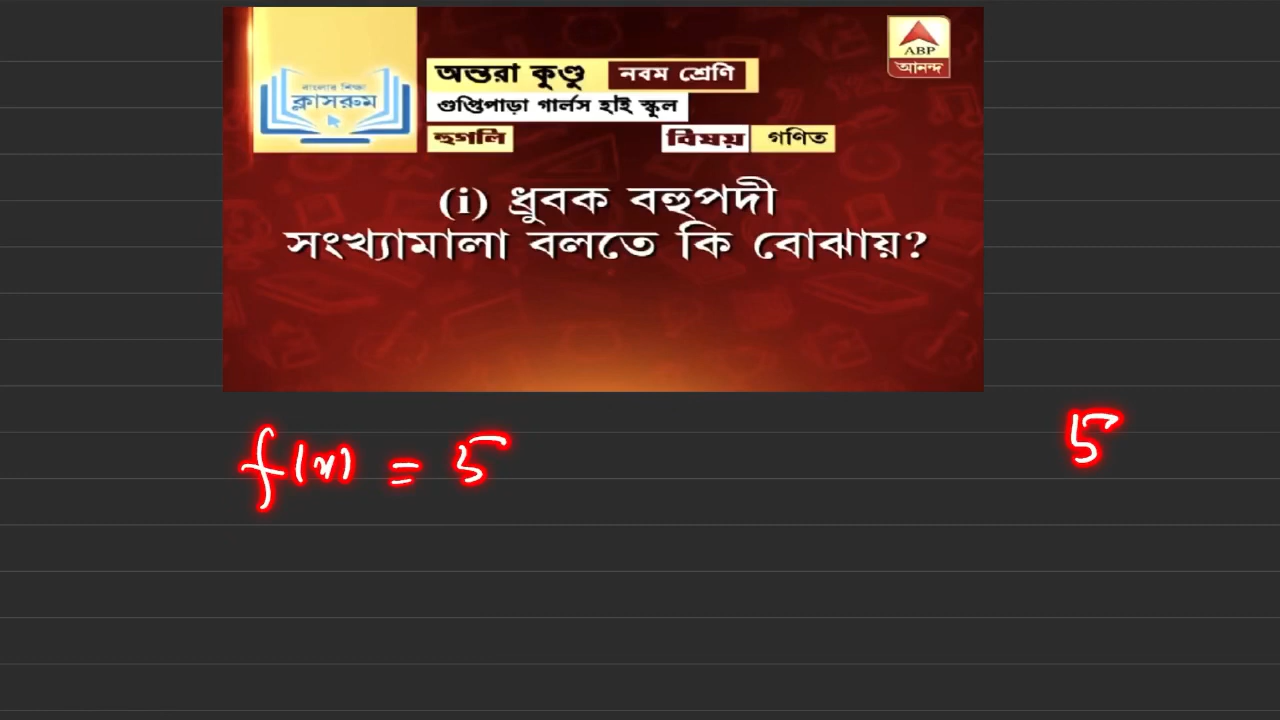 ABP
আনন্দ
বাংলার শিক্ষা
ক্লাসরুম
অন্তরা কুণ্ডু নবম শ্রেণি
গুপ্তিপাড়া গার্লস হাই স্কুল
হুগলি বিষয় গণিত
(i) ধ্রুবক বহুপদী
সংখ্যামালা বলতে কি বোঝায়?
f(x) = 5
5